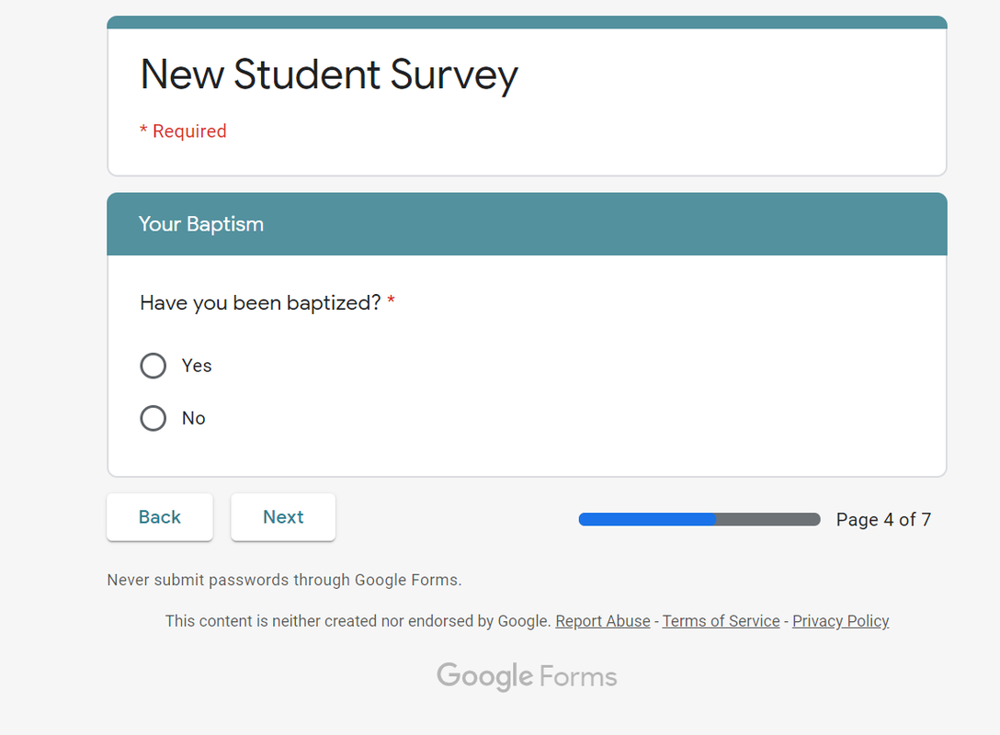 New Student Survey
* Required
Your Baptism
Have you been baptized? *
Yes
No
Back Next Page 4 of 7
Never submit passwords through Google Forms.
This content is neither created nor endorsed by Google. Report Abuse - Terms of Service - Privacy Policy
Google Forms